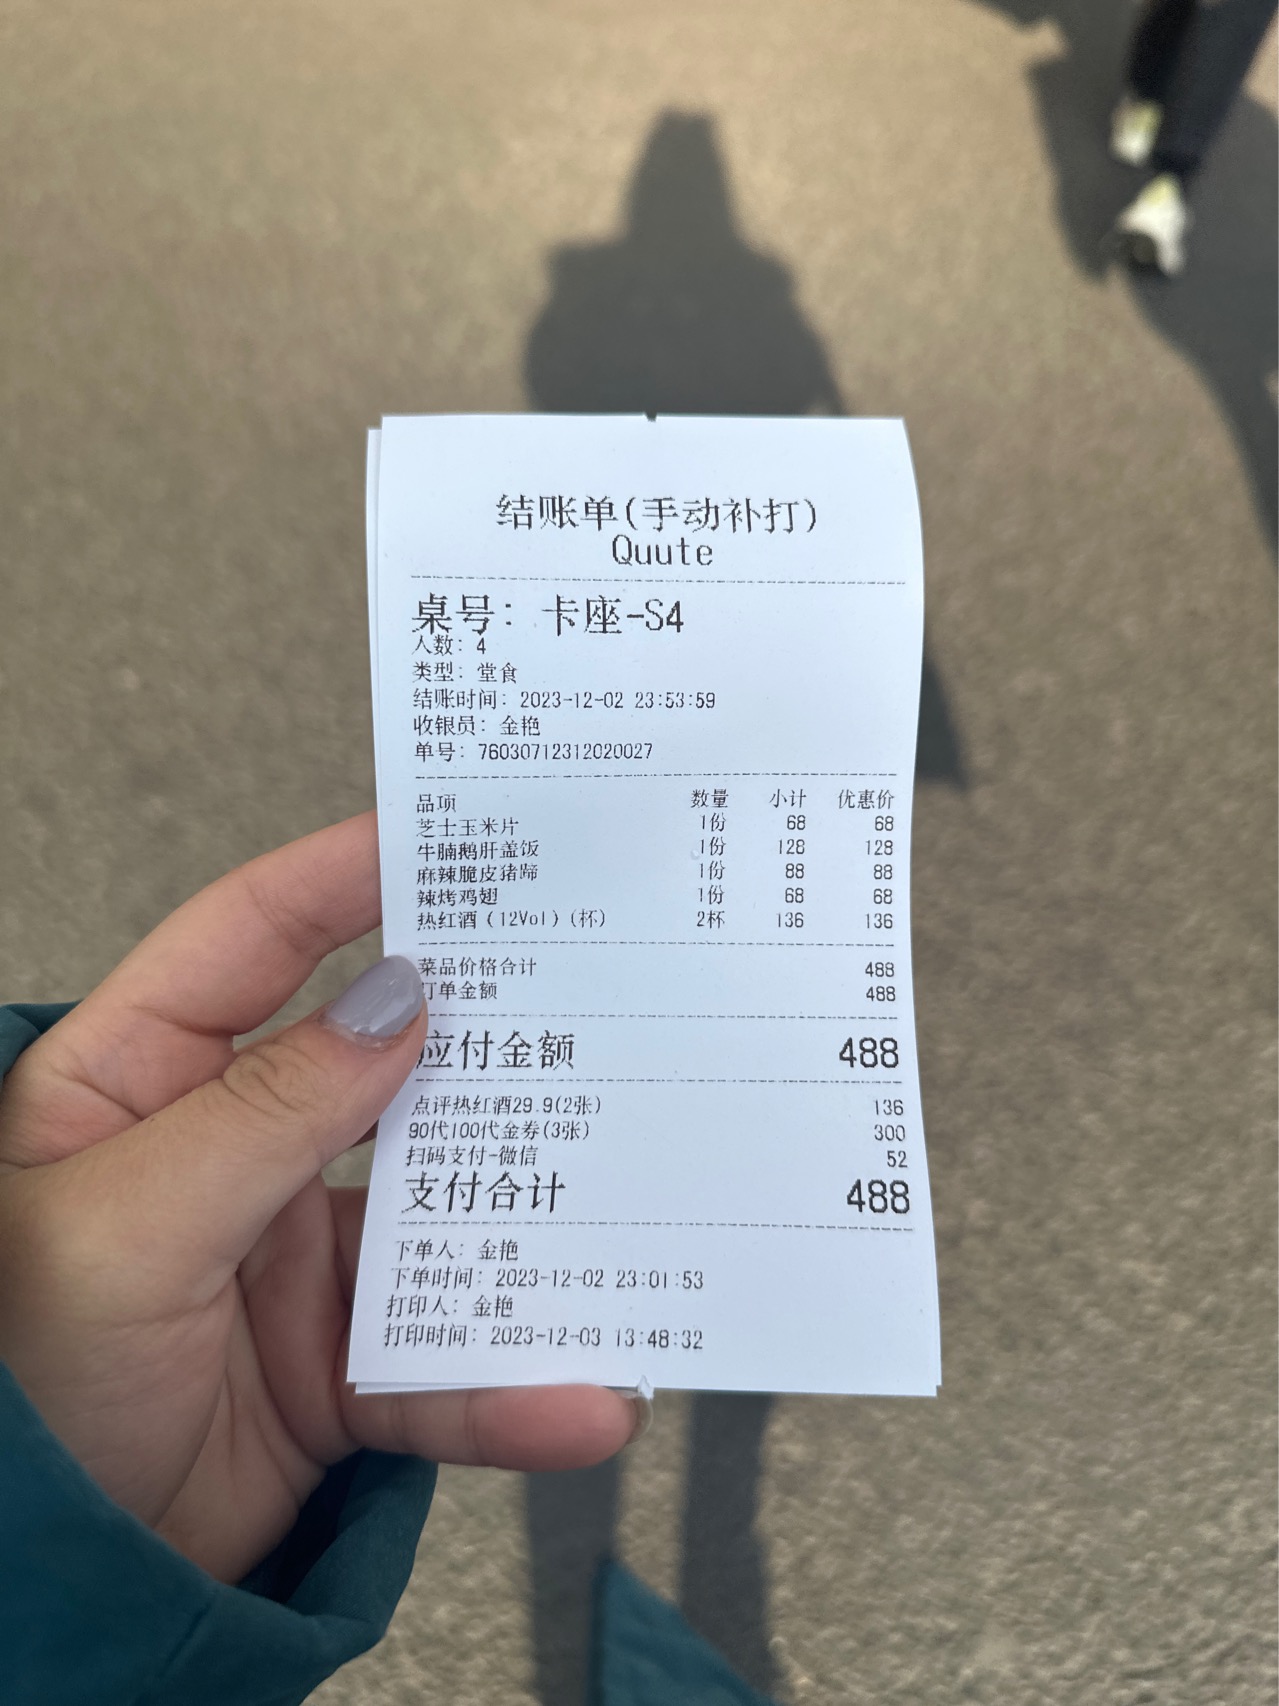 结账单(手动补打)
Quute
桌号: 卡座-S4
人数: 4
类型: 堂食
结账时间: 2023-12-02 23:53:59
收银员: 金艳
单号: 76030712312020027
品项 数量 小计 优惠价
芝士玉米片 1份 68 68
牛腩鹅肝盖饭 1份 128 128
麻辣脆皮猪蹄 1份 88 88
辣烤鸡翅 1份 68 68
热红酒(12Vol)(杯) 2杯 136 136
菜品价格合计 488
订单金额 488
应付金额 488
点评热红酒29.9(2张) 136
90代100代金券(3张) 300
扫码支付-微信 52
支付合计 488
下单人: 金艳
下单时间: 2023-12-02 23:01:53
打印人: 金艳
打印时间: 2023-12-03 13:48:32